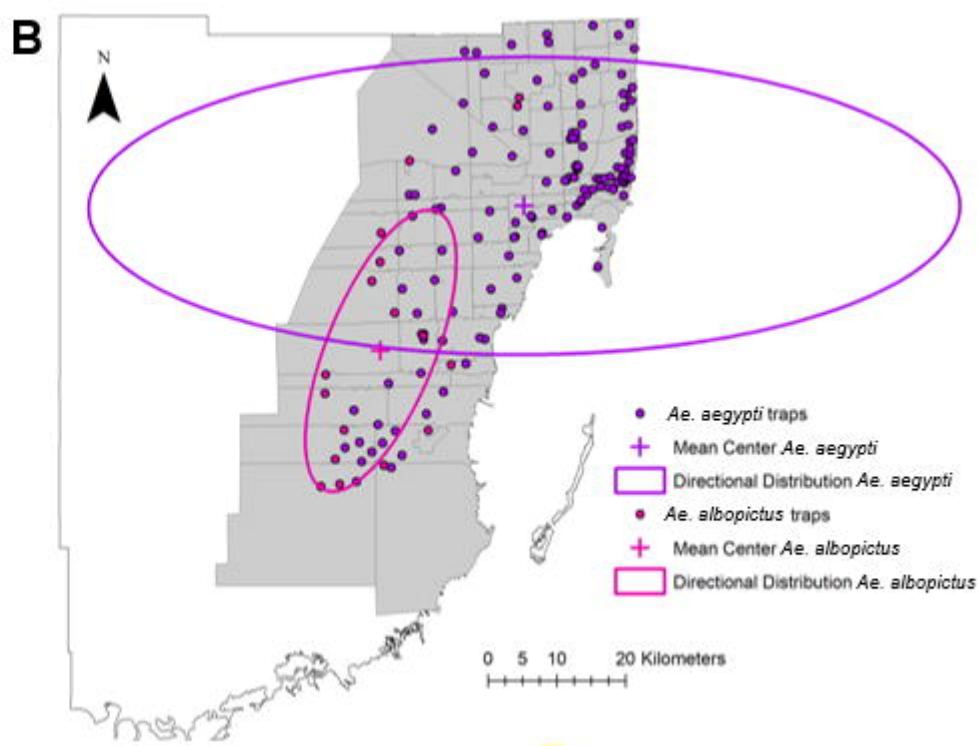 B
N
Ae. aegypti traps
Mean Center Ae. aegypti
Directional Distribution Ae. aegypti
Ae. albopictus traps
Mean Center Ae. albopictus
Directional Distribution Ae. albopictus
0 5 10 20 Kilometers